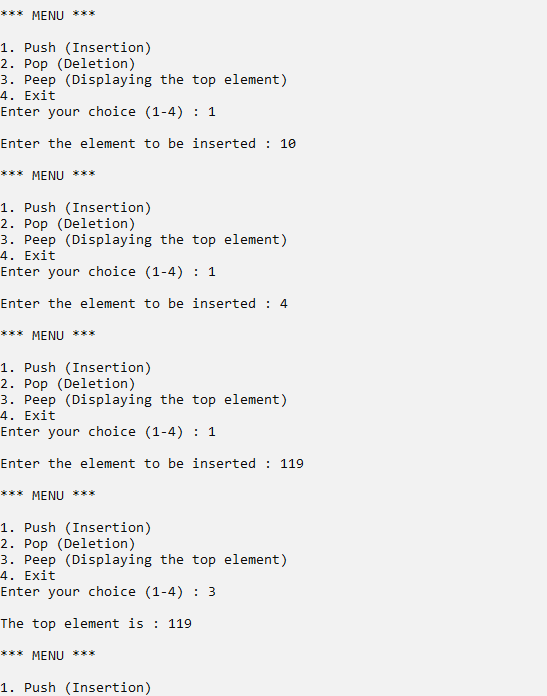 *** MENU ***
1. Push (Insertion)
2. Pop (Deletion)
3. Peep (Displaying the top element)
4. Exit
Enter your choice (1-4) : 1
Enter the element to be inserted : 10
*** MENU ***
1. Push (Insertion)
2. Pop (Deletion)
3. Peep (Displaying the top element)
4. Exit
Enter your choice (1-4) : 1
Enter the element to be inserted : 4
*** MENU ***
1. Push (Insertion)
2. Pop (Deletion)
3. Peep (Displaying the top element)
4. Exit
Enter your choice (1-4) : 1
Enter the element to be inserted : 119
*** MENU ***
1. Push (Insertion)
2. Pop (Deletion)
3. Peep (Displaying the top element)
4. Exit
Enter your choice (1-4) : 3
The top element is : 119
*** MENU ***
1. Push (Insertion)